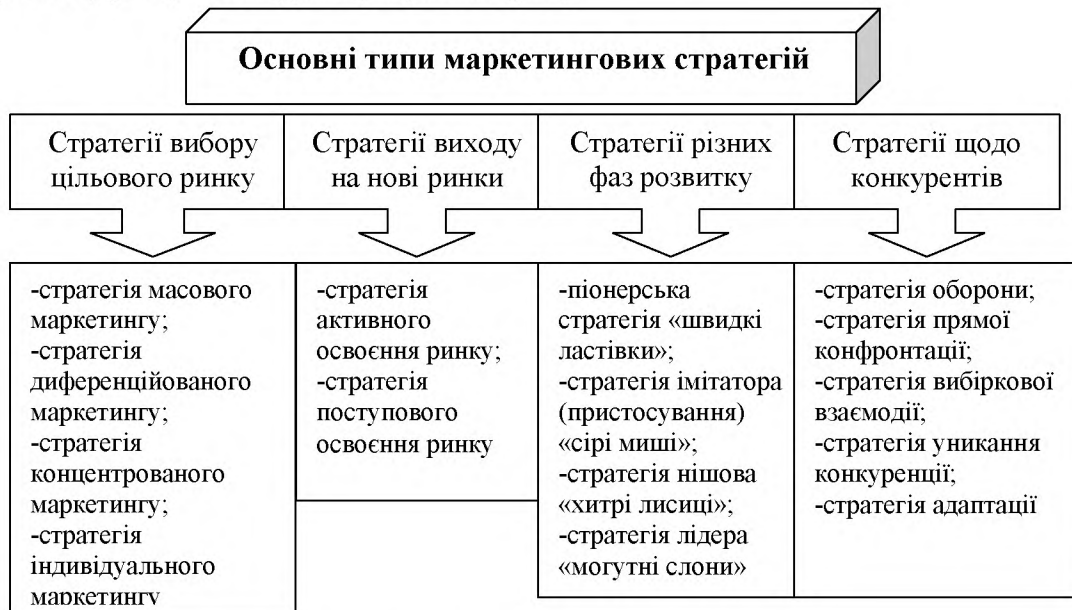 Основні типи маркетингових стратегій
Стратегії вибору
цільового ринку
Стратегії виходу
на нові ринки
Стратегії різних
фаз розвитку
Стратегії щодо
конкурентів
-стратегія масового
маркетингу;
-стратегія
диференційованого
маркетингу;
-стратегія
концентрованого
маркетингу;
-стратегія
індивідуального
маркетингу
-стратегія
активного
освоєння ринку;
-стратегія
поступового
освоєння ринку
-піонерська
стратегія «швидкі
ластівки»;
-стратегія імітатора
(пристосування)
«сірі миші»;
-стратегія нішова
«хитрі лисиці»;
-стратегія лідера
«могутні слони»
-стратегія оборони;
-стратегія прямої
конфронтації;
-стратегія вибіркової
взаємодії;
-стратегія уникання
конкуренції;
-стратегія адаптації